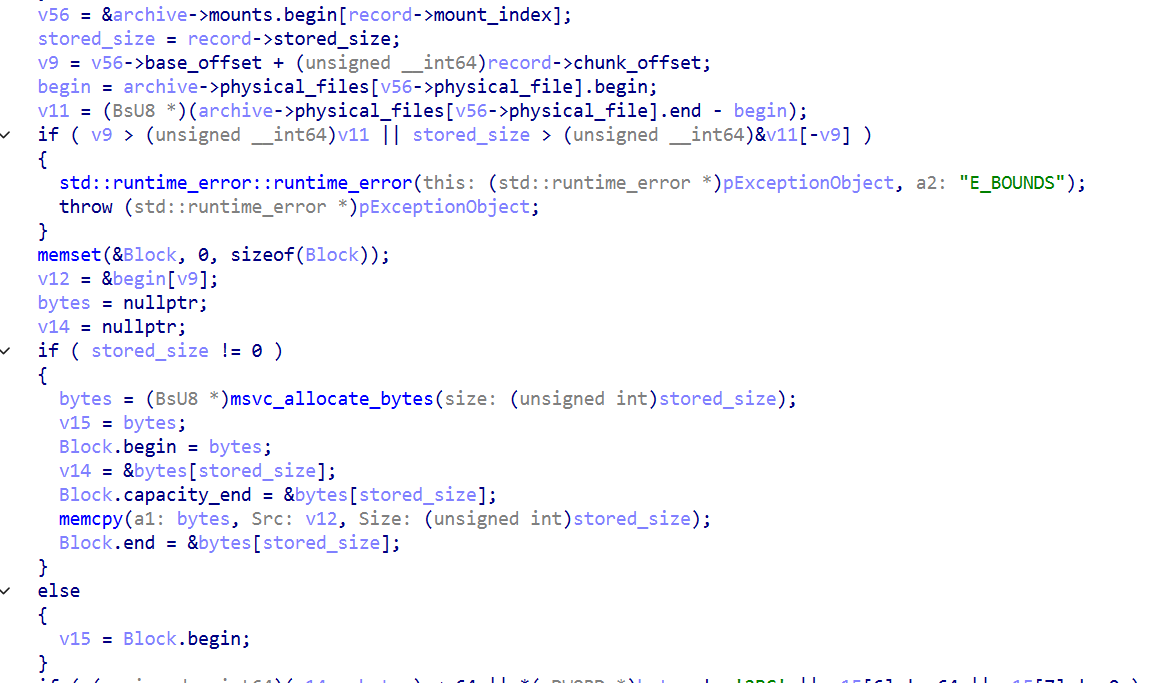 v56 = &archive->mounts.begin[record->mount_index];
stored_size = record->stored_size;
v9 = v56->base_offset + (unsigned __int64)record->chunk_offset;
begin = archive->physical_files[v56->physical_file].begin;
v11 = (BsU8 *)(archive->physical_files[v56->physical_file].end - begin);
if ( v9 > (unsigned __int64)v11 || stored_size > (unsigned __int64)&v11[-v9] )
{
std::runtime_error::runtime_error(this: (std::runtime_error *)pExceptionObject, a2: "E_BOUNDS");
throw (std::runtime_error *)pExceptionObject;
}
memset(&Block, 0, sizeof(Block));
v12 = &begin[v9];
bytes = nullptr;
v14 = nullptr;
if ( stored_size != 0 )
{
bytes = (BsU8 *)msvc_allocate_bytes(size: (unsigned int)stored_size);
v15 = bytes;
Block.begin = bytes;
v14 = &bytes[stored_size];
Block.capacity_end = &bytes[stored_size];
memcpy(a1: bytes, Src: v12, Size: (unsigned int)stored_size);
Block.end = &bytes[stored_size];
}
else
{
v15 = Block.begin;
}